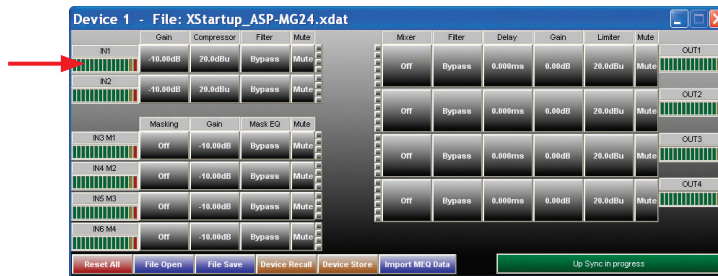 Device 1 - File: XStartup_ASP-MG24.xdat
Gain Compressor Filter Mute Mixer Filter Delay Gain Limiter Mute
IN1 -10.00dB 20.0dBu Bypass Mute Off Bypass 0.000ms 0.00dB 20.0dBu Mute OUT1
IN2 -10.00dB 20.0dBu Bypass Mute Off Bypass 0.000ms 0.00dB 20.0dBu Mute OUT2
Masking Gain Mask EQ Mute
IN3 M1 Off -10.00dB Bypass Mute Off Bypass 0.000ms 0.00dB 20.0dBu Mute OUT3
IN4 M2 Off -10.00dB Bypass Mute
IN5 M3 Off -10.00dB Bypass Mute Off Bypass 0.000ms 0.00dB 20.0dBu Mute OUT4
IN6 M4 Off -10.00dB Bypass Mute
Reset All File Open File Save Device Recall Device Store Import MEQ Data Up Sync in progress